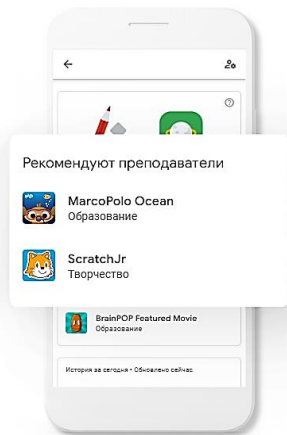 Рекомендуют преподаватели
MarcoPolo Ocean
Образование
ScratchJr
Творчество
BrainPOP Featured Movie
Образование
История за сегодня • Обновлено сейчас